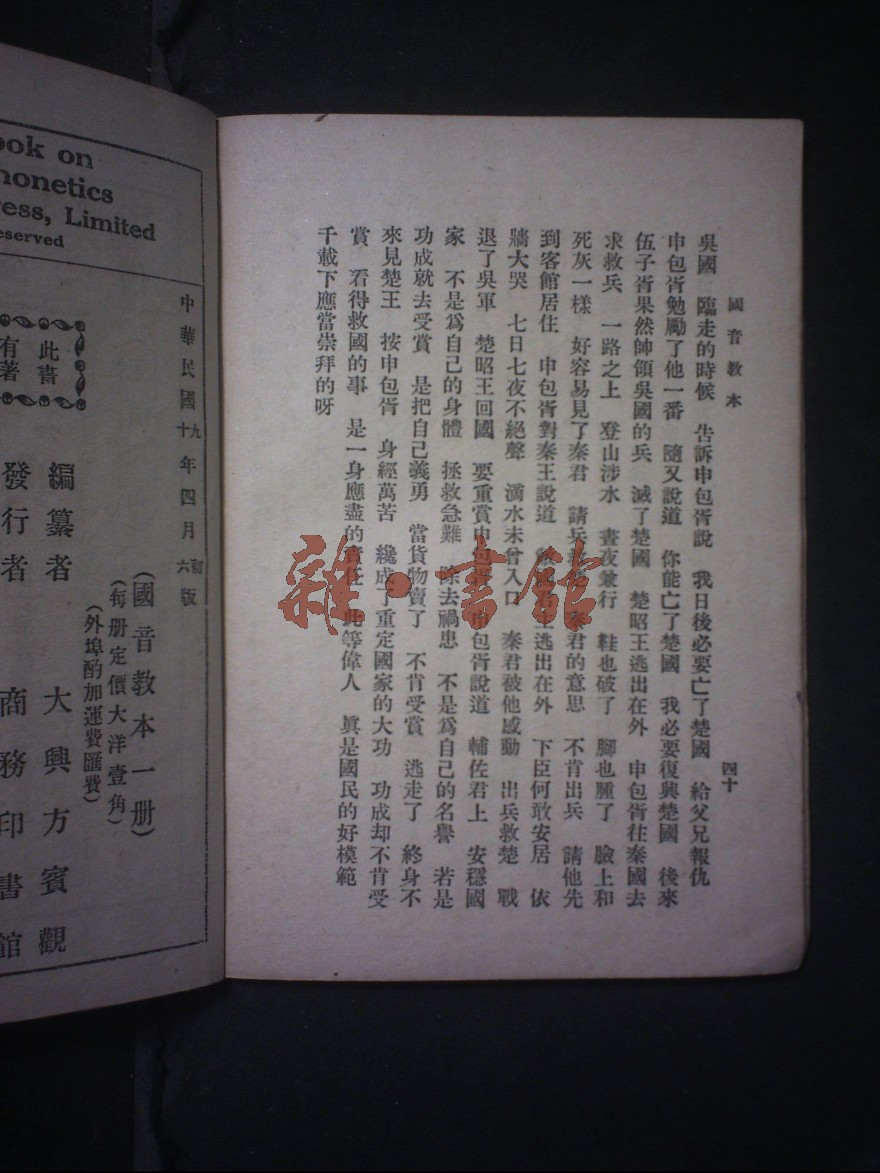 國音教本
四十
吳國 臨走的時候 告訴申包胥說 我日後必要亡了楚國 給父兄報仇
申包胥勉勵了他一番 隨又說道 你能亡了楚國 我必要復興楚國 後來
伍子胥果然帥領吳國的兵 滅了楚國 楚昭王逃出在外 申包胥往秦國去
求救兵 一路之上 登山涉水 晝夜兼行 鞋也破了 腳也腫了 臉上和
死灰一樣 好容易見了秦君 請兵 秦君的意思 不肯出兵 請他先
到客館居住 申包胥對秦王說道 逃出在外 下臣何敢安居 依
牆大哭 七日七夜不絕聲 滴水未曾入口 秦君被他感動 出兵救楚 戰
退了吳軍 楚昭王回國 要重賞申包胥 申包胥說道 輔佐君上 安穩國
家 不是爲自己的身體 拯救急難 除去禍患 不是爲自己的名譽 若是
功成就去受賞 是把自己義勇 當貨物賣了 不肯受賞 逃走了 終身不
來見楚王 按申包胥 身經萬苦 纔成了重定國家的大功 功成却不肯受
賞 看得救國的事 是一身應盡的責任 此等偉人 眞是國民的好模範
千載下應當崇拜的呀
ook on
honetics
ress, Limited
eserved
中華民國十九年四月初六版
此書
有著
(國音教本一册)
(每册定價大洋壹角)
(外埠酌加運費匯費)
編纂者 大興方賓觀
發行者 商務印書館
雜·書館